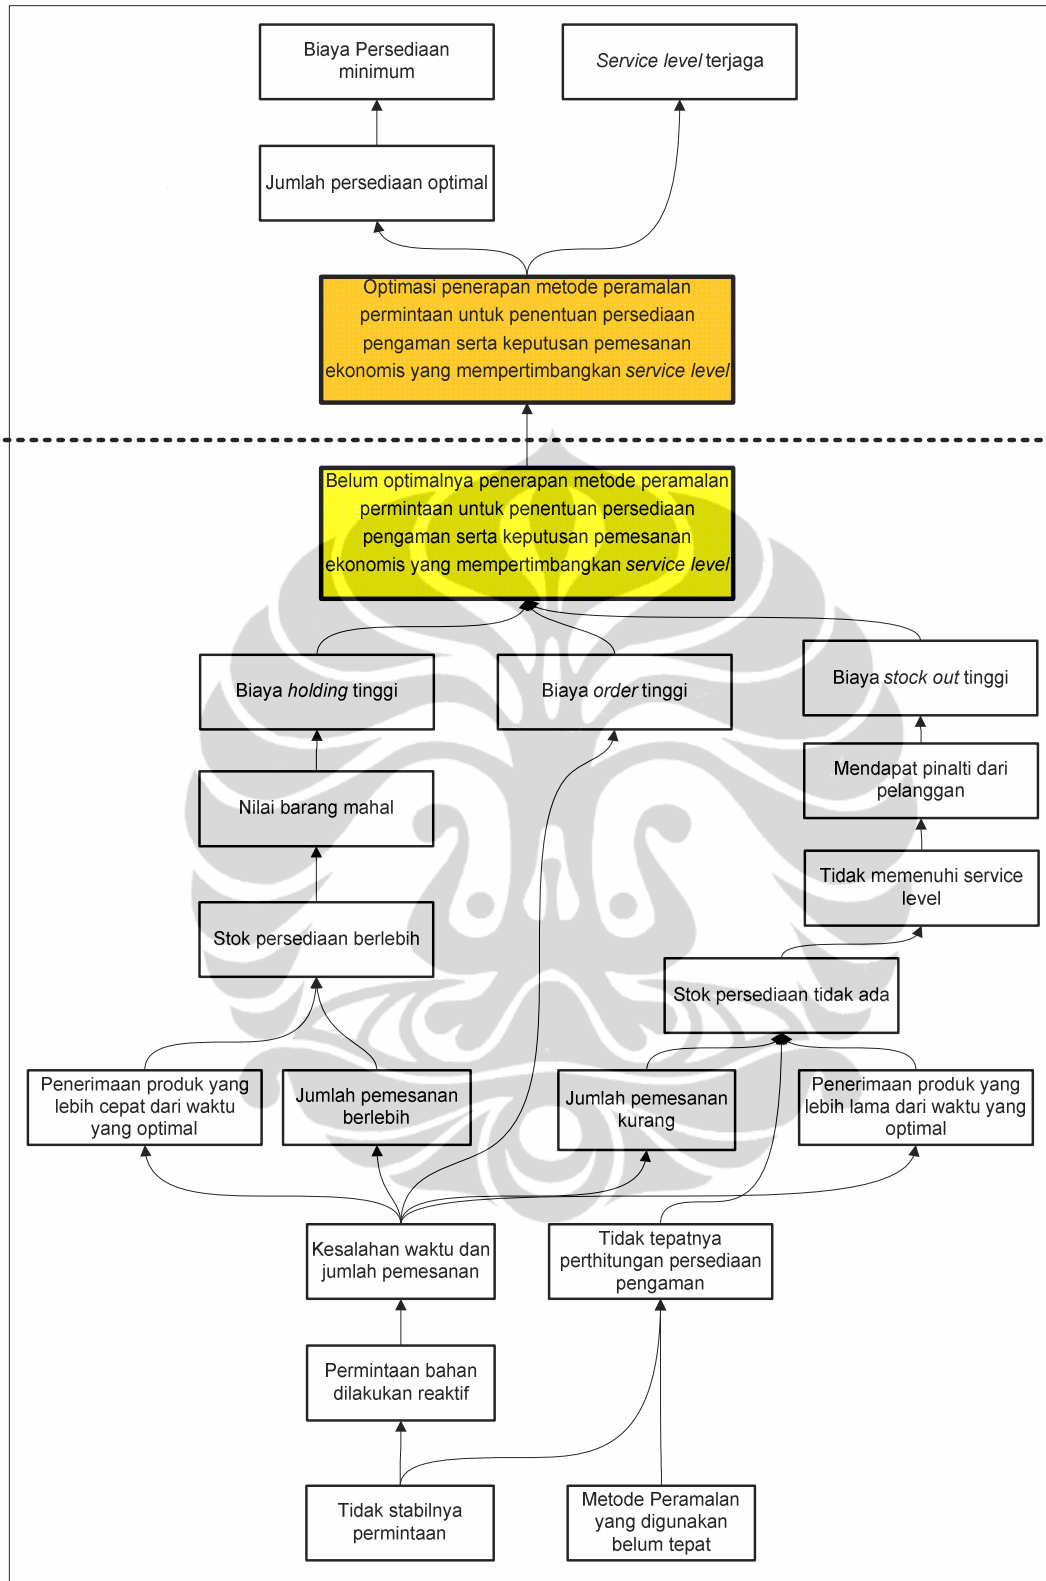 Biaya Persediaan
minimum
Service level terjaga
Jumlah persediaan optimal
Optimasi penerapan metode peramalan
permintaan untuk penentuan persediaan
pengaman serta keputusan pemesanan
ekonomis yang mempertimbangkan service level
Belum optimalnya penerapan metode peramalan
permintaan untuk penentuan persediaan
pengaman serta keputusan pemesanan
ekonomis yang mempertimbangkan service level
Biaya holding tinggi
Biaya order tinggi
Biaya stock out tinggi
Nilai barang mahal
Mendapat pinalti dari
pelanggan
Tidak memenuhi service
level
Stok persediaan berlebih
Stok persediaan tidak ada
Penerimaan produk yang
lebih cepat dari waktu
yang optimal
Jumlah pemesanan
berlebih
Jumlah pemesanan
kurang
Penerimaan produk yang
lebih lama dari waktu yang
optimal
Kesalahan waktu dan
jumlah pemesanan
Tidak tepatnya
perthitungan persediaan
pengaman
Permintaan bahan
dilakukan reaktif
Tidak stabilnya
permintaan
Metode Peramalan
yang digunakan
belum tepat